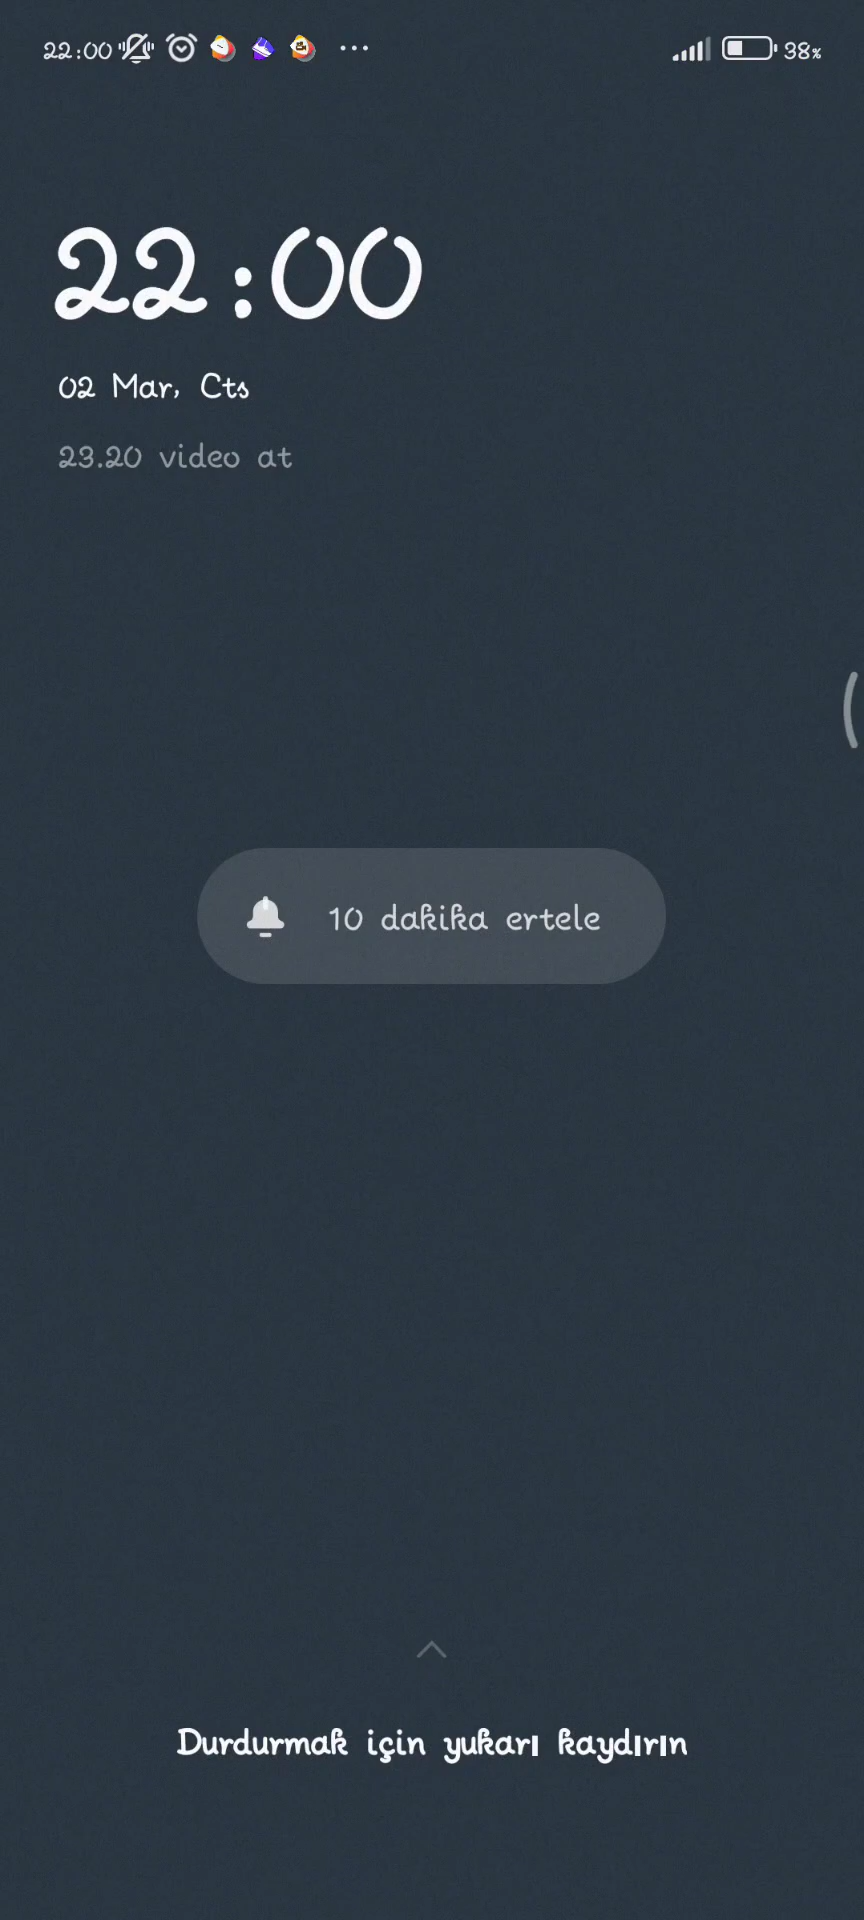 22:00 38%
22:00
02 Mar, Cts
23.20 video at
10 dakika ertele
Durdurmak için yukarı kaydırın